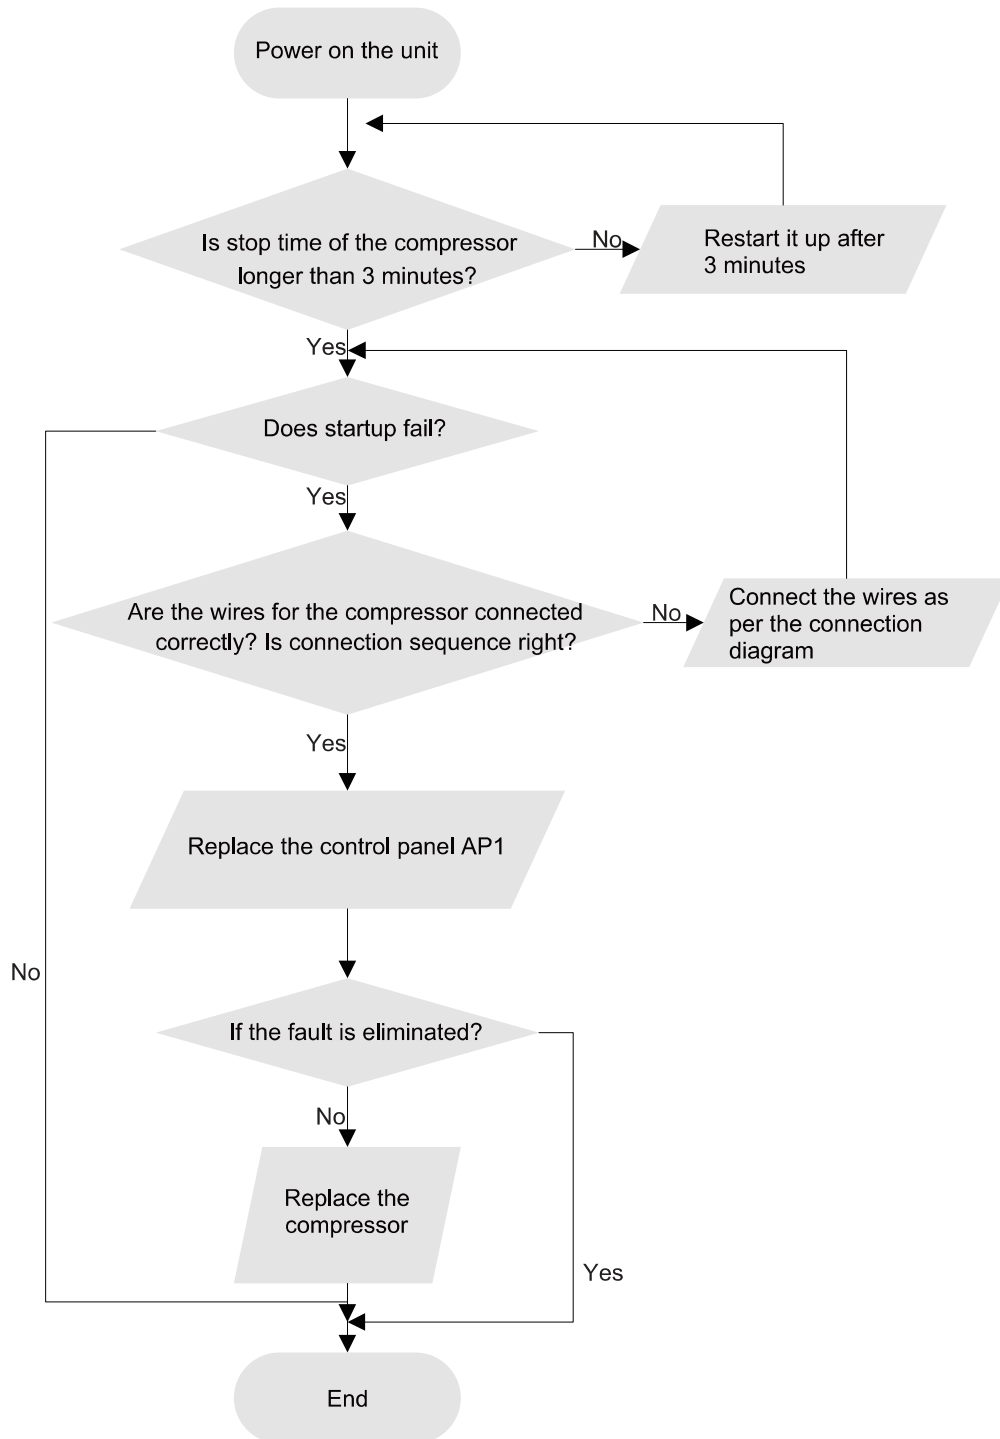 Power on the unit
Is stop time of the compressor
longer than 3 minutes?
No
Restart it up after
3 minutes
Yes
Does startup fail?
Yes
Are the wires for the compressor connected
correctly? Is connection sequence right?
No
Connect the wires as
per the connection
diagram
Yes
Replace the control panel AP1
No
If the fault is eliminated?
No
Replace the
compressor
Yes
End